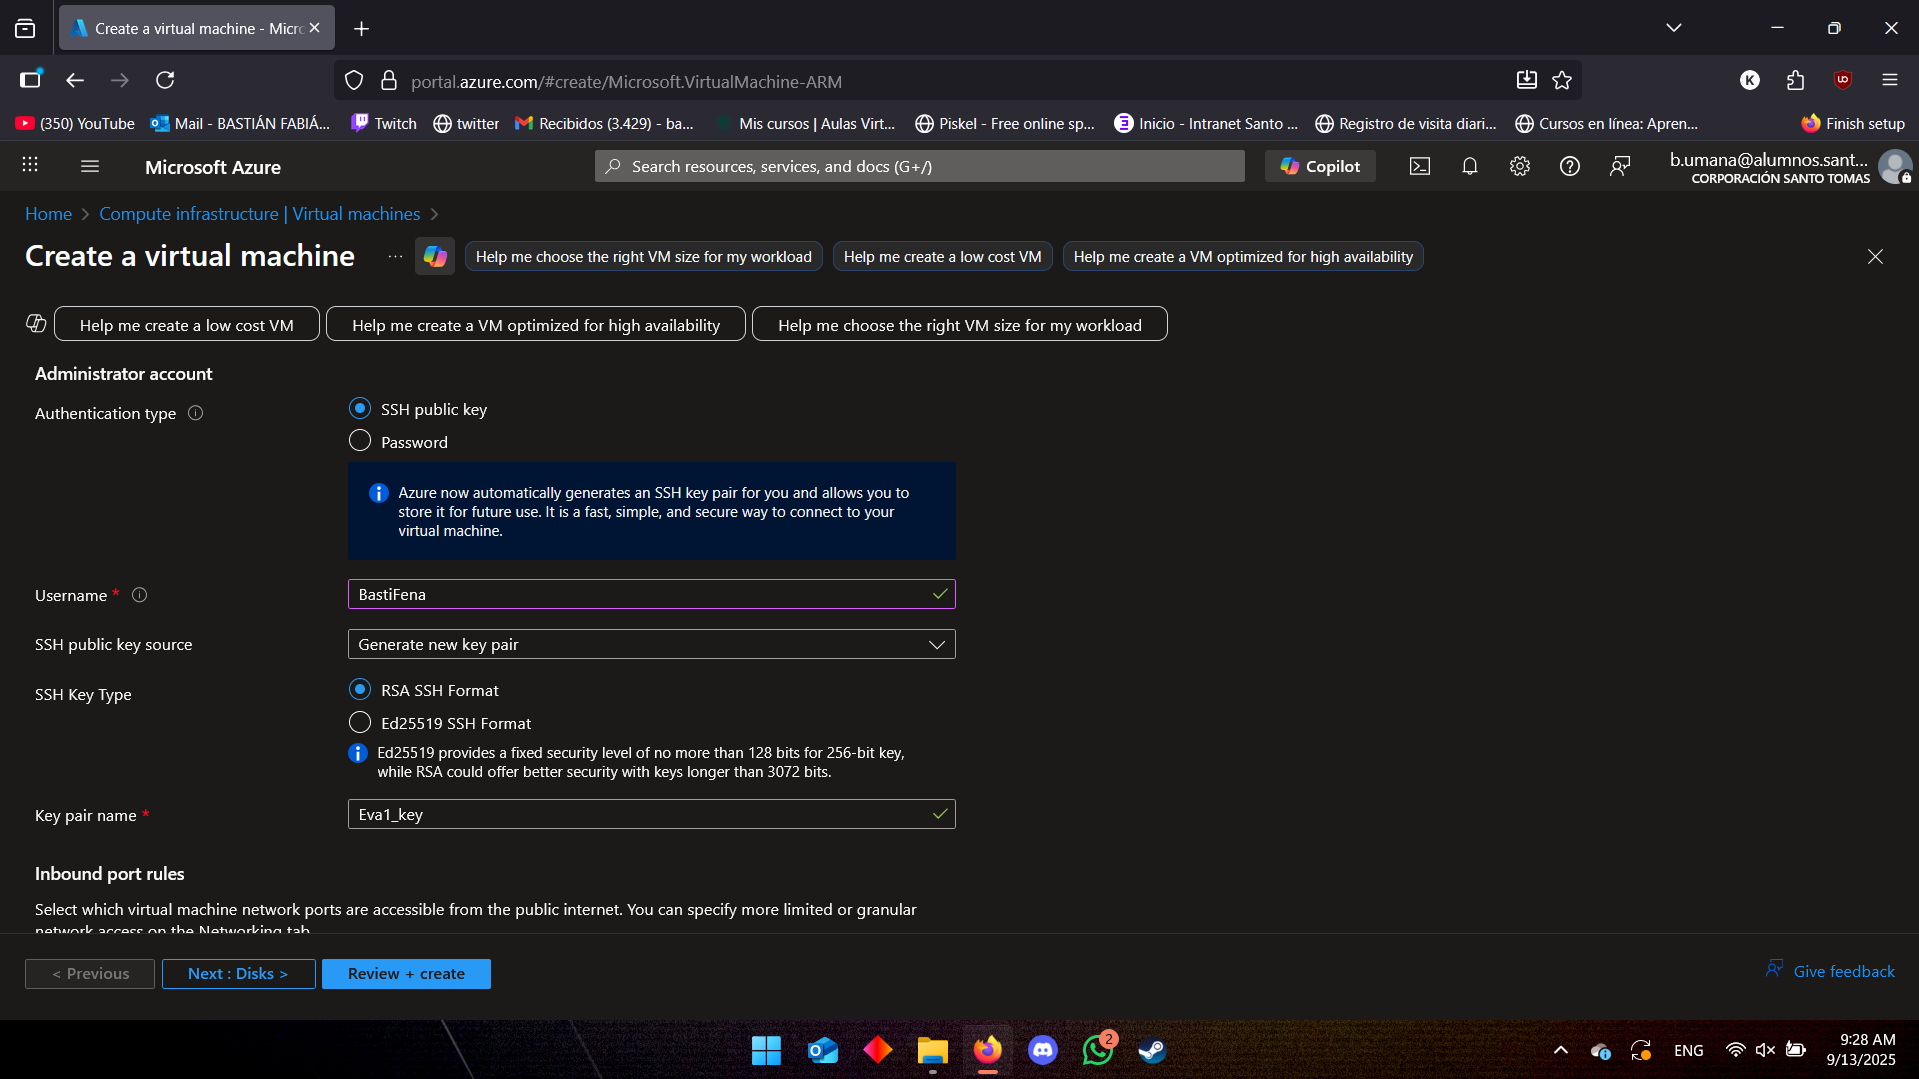 Create a virtual machine - Micro
portal.azure.com/#create/Microsoft.VirtualMachine-ARM
K
(350) YouTube
Mail - BASTIÁN FABIÁ...
Twitch
twitter
Recibidos (3.429) - ba...
Mis cursos | Aulas Virt...
Piskel - Free online sp...
Inicio - Intranet Santo ...
Registro de visita diari...
Cursos en línea: Apren...
Finish setup
Microsoft Azure
Search resources, services, and docs (G+/)
Copilot
b.umana@alumnos.sant...
CORPORACIÓN SANTO TOMAS
Home > Compute infrastructure | Virtual machines >
Create a virtual machine
...
Help me choose the right VM size for my workload
Help me create a low cost VM
Help me create a VM optimized for high availability
Help me create a low cost VM
Help me create a VM optimized for high availability
Help me choose the right VM size for my workload
Administrator account
Authentication type
SSH public key
Password
Azure now automatically generates an SSH key pair for you and allows you to
store it for future use. It is a fast, simple, and secure way to connect to your
virtual machine.
Username *
BastiFena
SSH public key source
Generate new key pair
SSH Key Type
RSA SSH Format
Ed25519 SSH Format
Ed25519 provides a fixed security level of no more than 128 bits for 256-bit key,
while RSA could offer better security with keys longer than 3072 bits.
Key pair name *
Eva1_key
Inbound port rules
Select which virtual machine network ports are accessible from the public internet. You can specify more limited or granular
network access on the Networking tab.
< Previous
Next : Disks >
Review + create
Give feedback
2
ENG
9:28 AM
9/13/2025